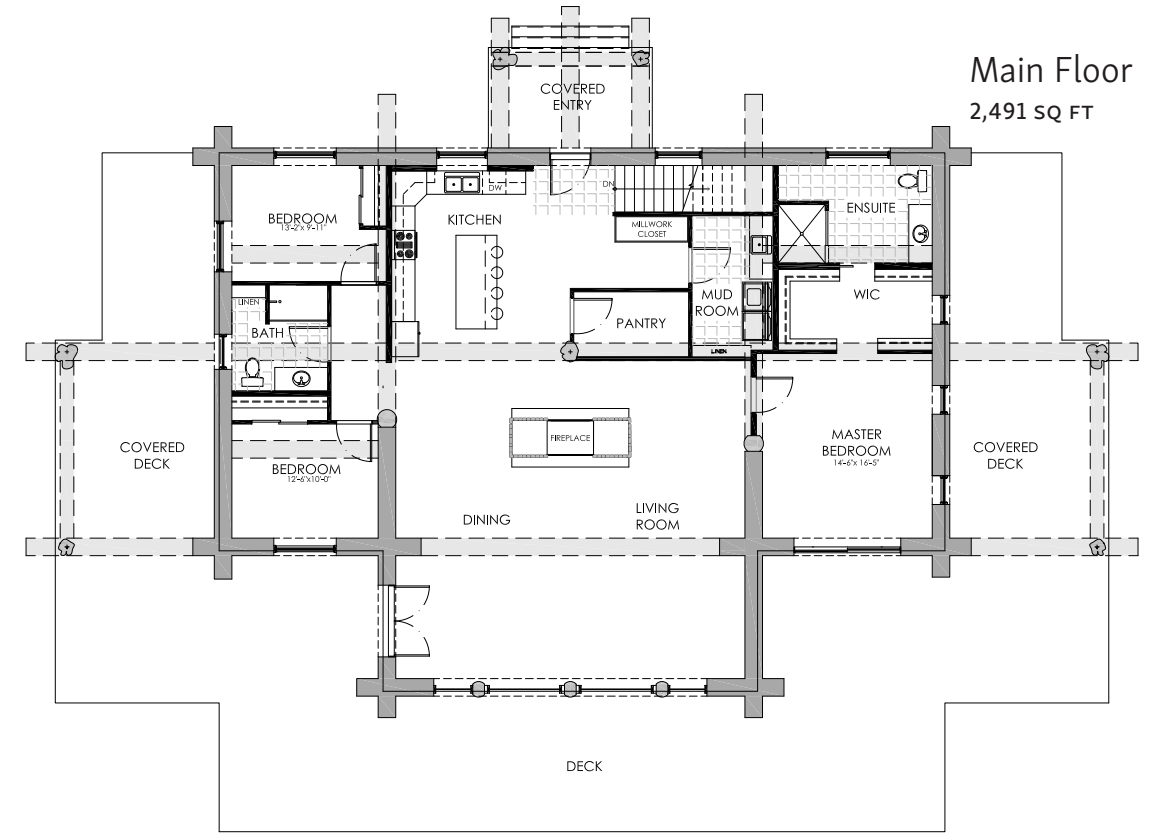 Main Floor
2,491 SQ FT
COVERED
ENTRY
BEDROOM
13'-2"x 9'-11"
KITCHEN
DW
DN
MILLWORK
CLOSET
ENSUITE
WIC
MUD
ROOM
PANTRY
LINEN
BATH
LINEN
COVERED
DECK
BEDROOM
12'-6"x10'-0"
FIREPLACE
MASTER
BEDROOM
14'-6"x 16'-5"
COVERED
DECK
DINING
LIVING
ROOM
DECK